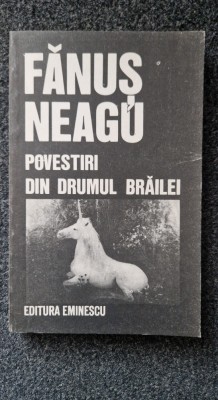 FĂNUȘ
NEAGU
POVESTIRI
DIN DRUMUL BRĂILEI
EDITURA EMINESCU